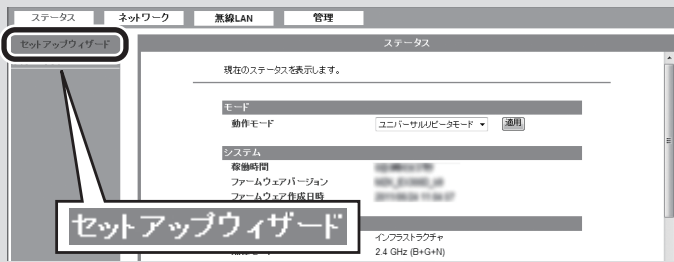 ステータス ネットワーク 無線LAN 管理
セットアップウィザード ステータス
現在のステータスを表示します。
モード
動作モード ユニバーサルリピータモード 適用
システム
稼働時間
ファームウェアバージョン
ファームウェア作成日時
セットアップウィザード
インフラストラクチャ
2.4 GHz (B+G+N)